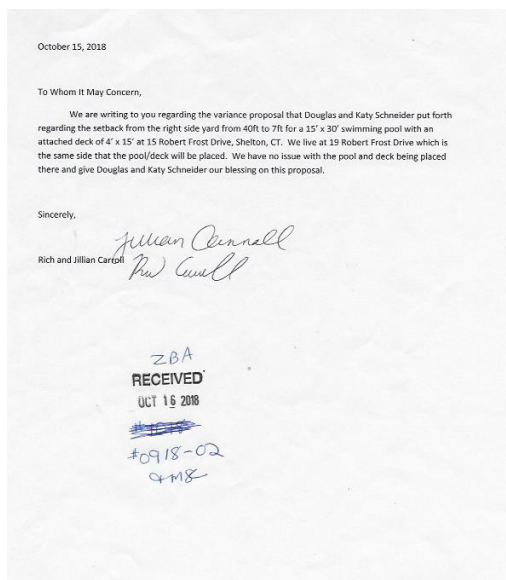 October 15, 2018
To Whom It May Concern,
We are writing to you regarding the variance proposal that Douglas and Katy Schneider put forth
regarding the setback from the right side yard from 40ft to 7ft for a 15' x 30' swimming pool with an
attached deck of 4' x 15' at 15 Robert Frost Drive, Shelton, CT.  We live at 19 Robert Frost Drive which is
the same side that the pool/deck will be placed.  We have no issue with the pool and deck being placed
there and give Douglas and Katy Schneider our blessing on this proposal.
Sincerely,
Rich and Jillian Carroll
ZBA
RECEIVED
OCT 16 2018
#0918-02